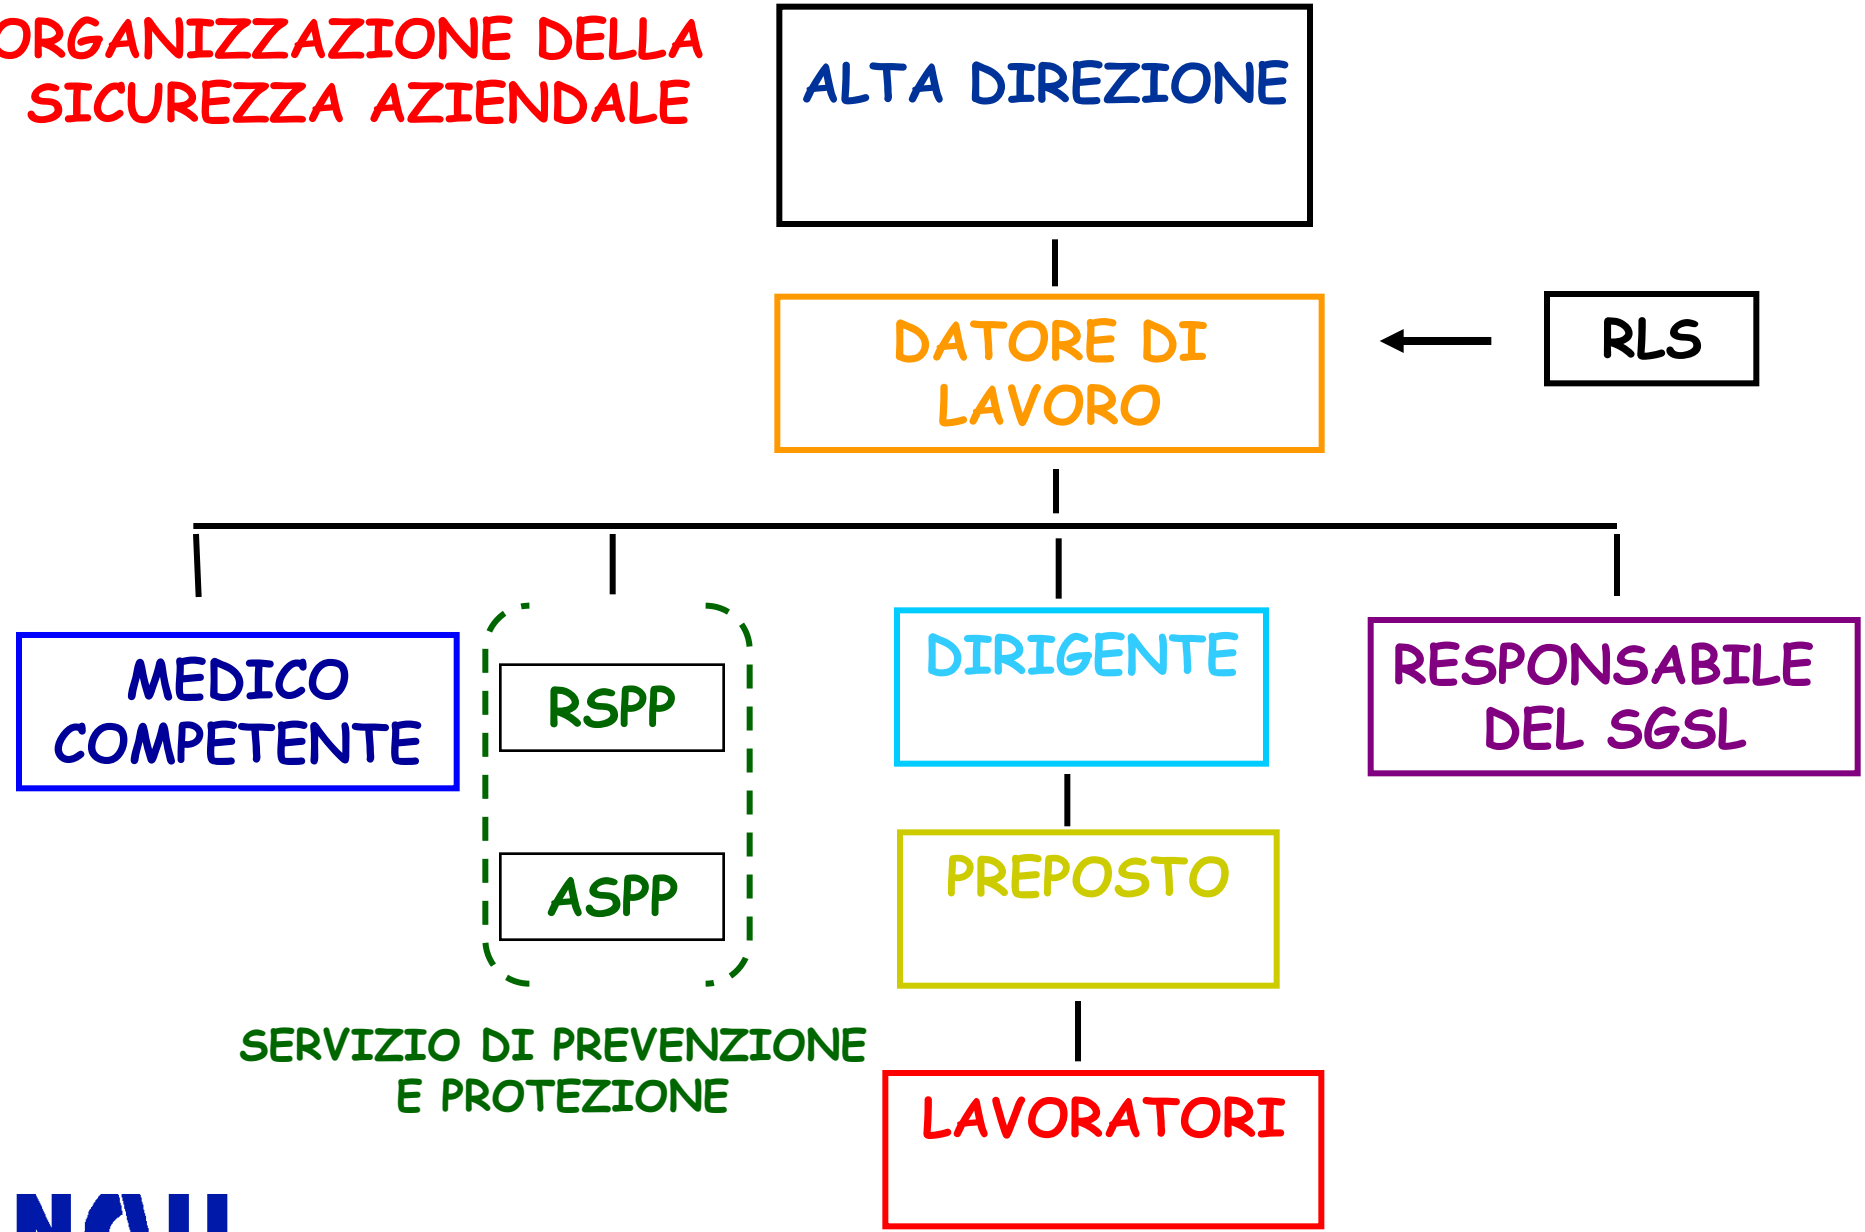 ORGANIZZAZIONE DELLA
SICUREZZA AZIENDALE
ALTA DIREZIONE
DATORE DI
LAVORO
RLS
MEDICO
COMPETENTE
RSPP
ASPP
SERVIZIO DI PREVENZIONE
E PROTEZIONE
DIRIGENTE
PREPOSTO
LAVORATORI
RESPONSABILE
DEL SGSL